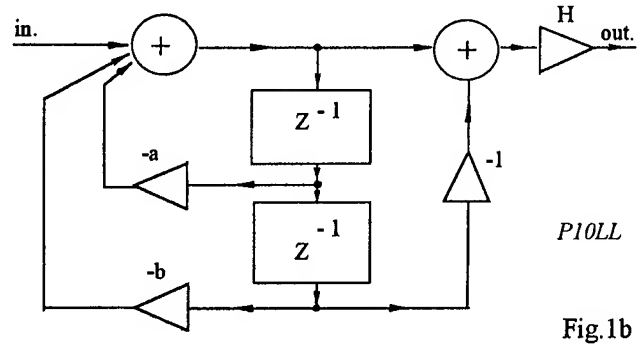 H
in.
+
+
out.
Z -1
-a
-1
Z -1
P10LL
-b
Fig.1b